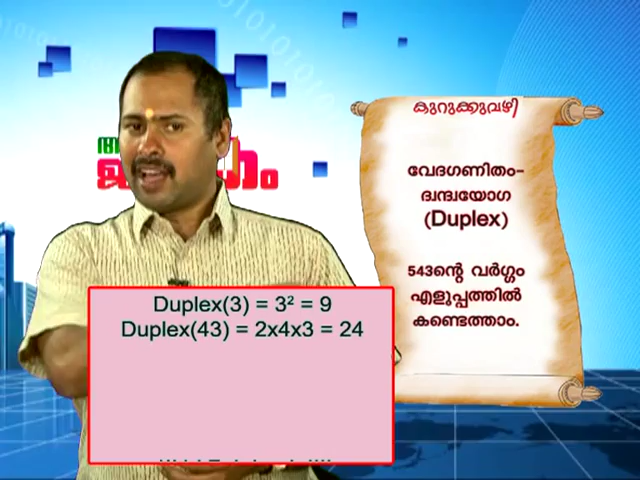 കുറുക്കുവഴി
വേദഗണിതം-
ദ്വന്ദ്വയോഗ
(Duplex)
543ന്റെ വർഗ്ഗം
എളുപ്പത്തിൽ
കണ്ടെത്താം.
Duplex(3) = 3² = 9
Duplex(43) = 2x4x3 = 24